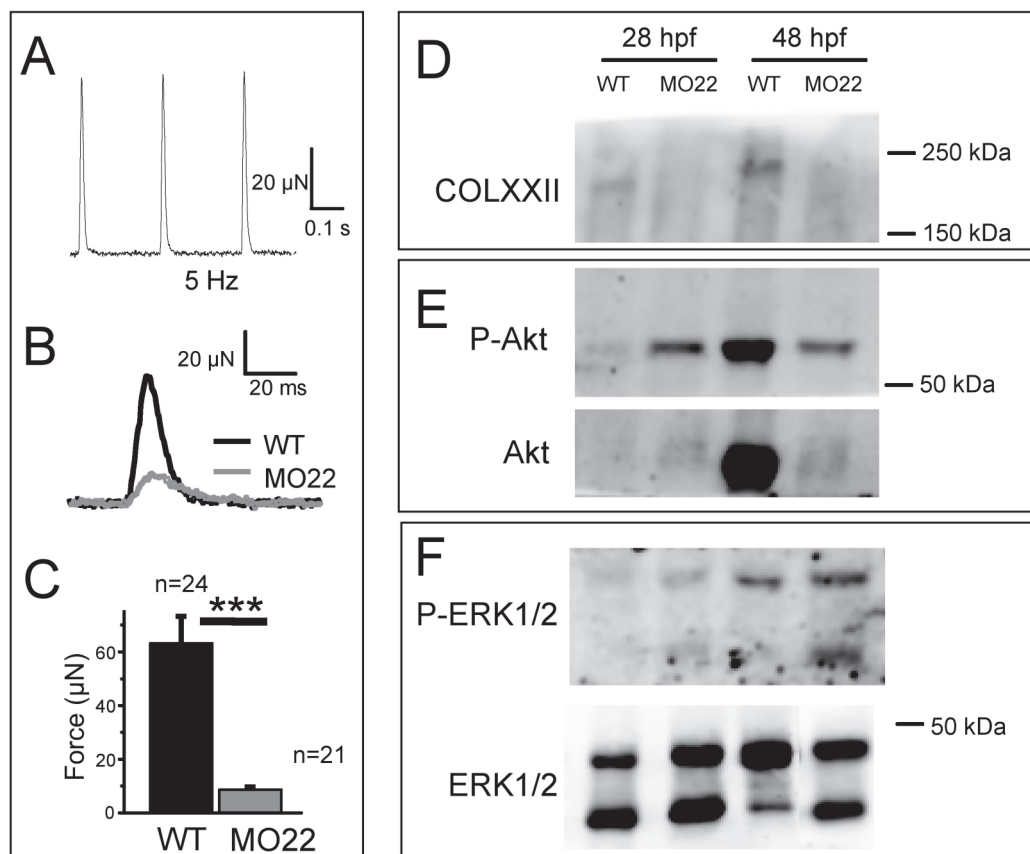 A
20 µN
0.1 s
5 Hz
B
20 µN
20 ms
WT
MO22
C
n=24
***
Force (µN)
60
40
20
0
n=21
WT MO22
D
28 hpf 48 hpf
WT MO22 WT MO22
250 kDa
COLXXII
150 kDa
E
P-Akt
50 kDa
Akt
F
P-ERK1/2
50 kDa
ERK1/2